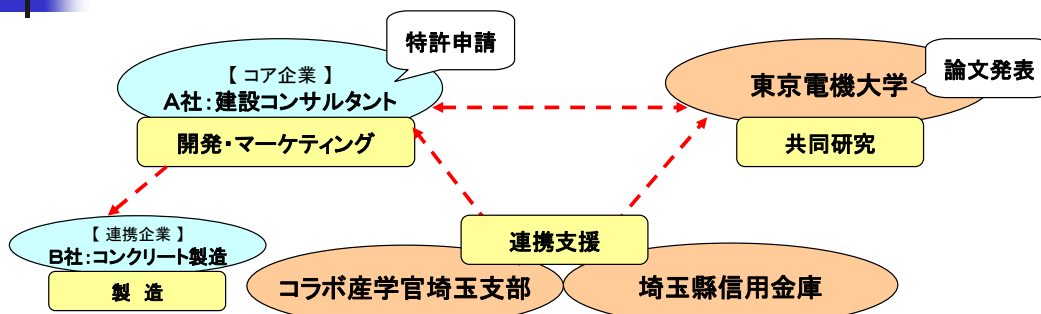 特許申請
【 コア企業 】
A社：建設コンサルタント
開発・マーケティング
東京電機大学
論文発表
共同研究
【 連携企業 】
B社：コンクリート製造
製 造
連携支援
コラボ産学官埼玉支部
埼玉縣信用金庫